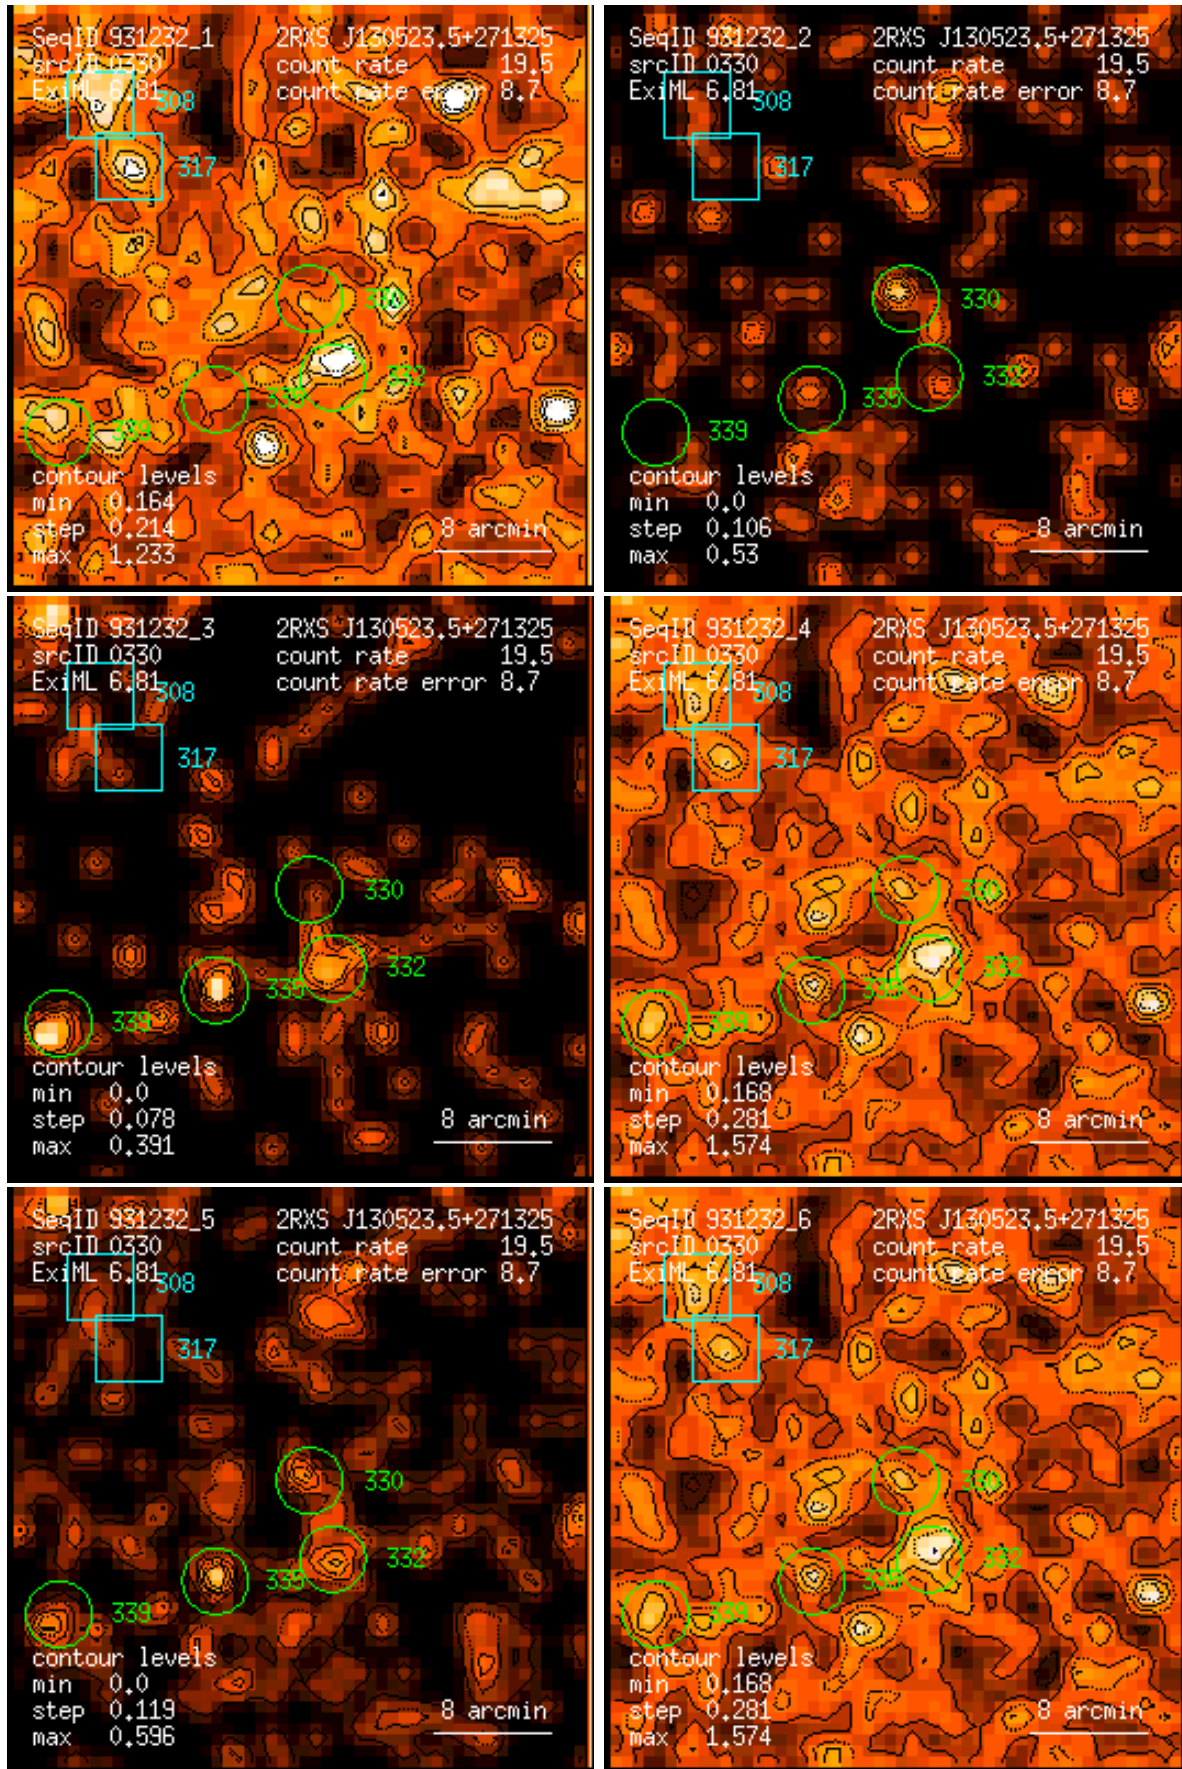 SeqID 931232_1 2RXS J130523.5+271325
srcID 0330 count rate 19.5
ExiML 6.81 count rate error 8.7
308
317
330
332
335
339
contour levels
min 0.164
step 0.214 8 arcmin
max 1.233
SeqID 931232_2 2RXS J130523.5+271325
srcID 0330 count rate 19.5
ExiML 6.81 count rate error 8.7
308
317
330
332
335
339
contour levels
min 0.0
step 0.106 8 arcmin
max 0.53
SeqID 931232_3 2RXS J130523.5+271325
srcID 0330 count rate 19.5
ExiML 6.81 count rate error 8.7
308
317
330
332
335
339
contour levels
min 0.0
step 0.078 8 arcmin
max 0.391
SeqID 931232_4 2RXS J130523.5+271325
srcID 0330 count rate 19.5
ExiML 6.81 count rate error 8.7
308
317
330
332
335
339
contour levels
min 0.168
step 0.281 8 arcmin
max 1.574
SeqID 931232_5 2RXS J130523.5+271325
srcID 0330 count rate 19.5
ExiML 6.81 count rate error 8.7
308
317
330
332
335
339
contour levels
min 0.0
step 0.119 8 arcmin
max 0.596
SeqID 931232_6 2RXS J130523.5+271325
srcID 0330 count rate 19.5
ExiML 6.81 count rate error 8.7
308
317
330
332
335
339
contour levels
min 0.168
step 0.281 8 arcmin
max 1.574